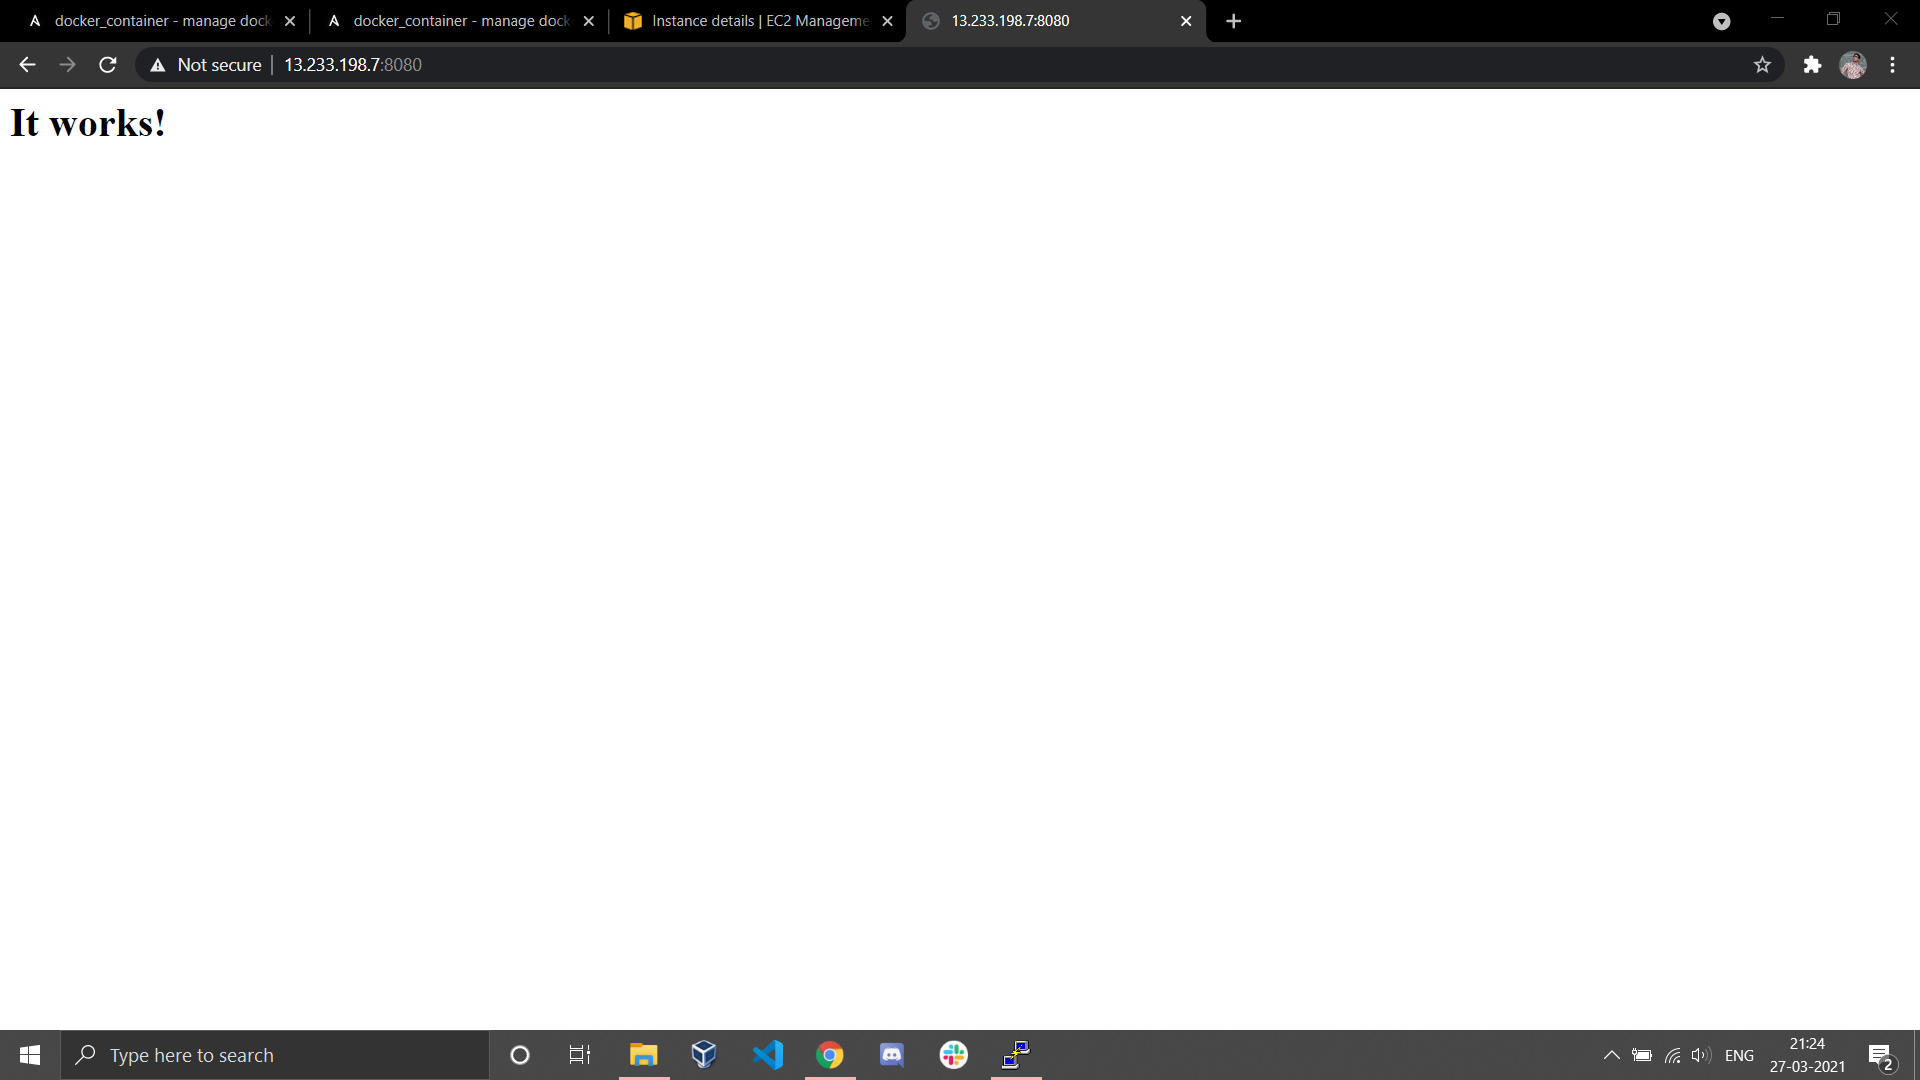 docker_container - manage dock
docker_container - manage dock
Instance details | EC2 Manageme
13.233.198.7:8080
Not secure
13.233.198.7:8080
It works!
Type here to search
ENG
21:24
27-03-2021
2